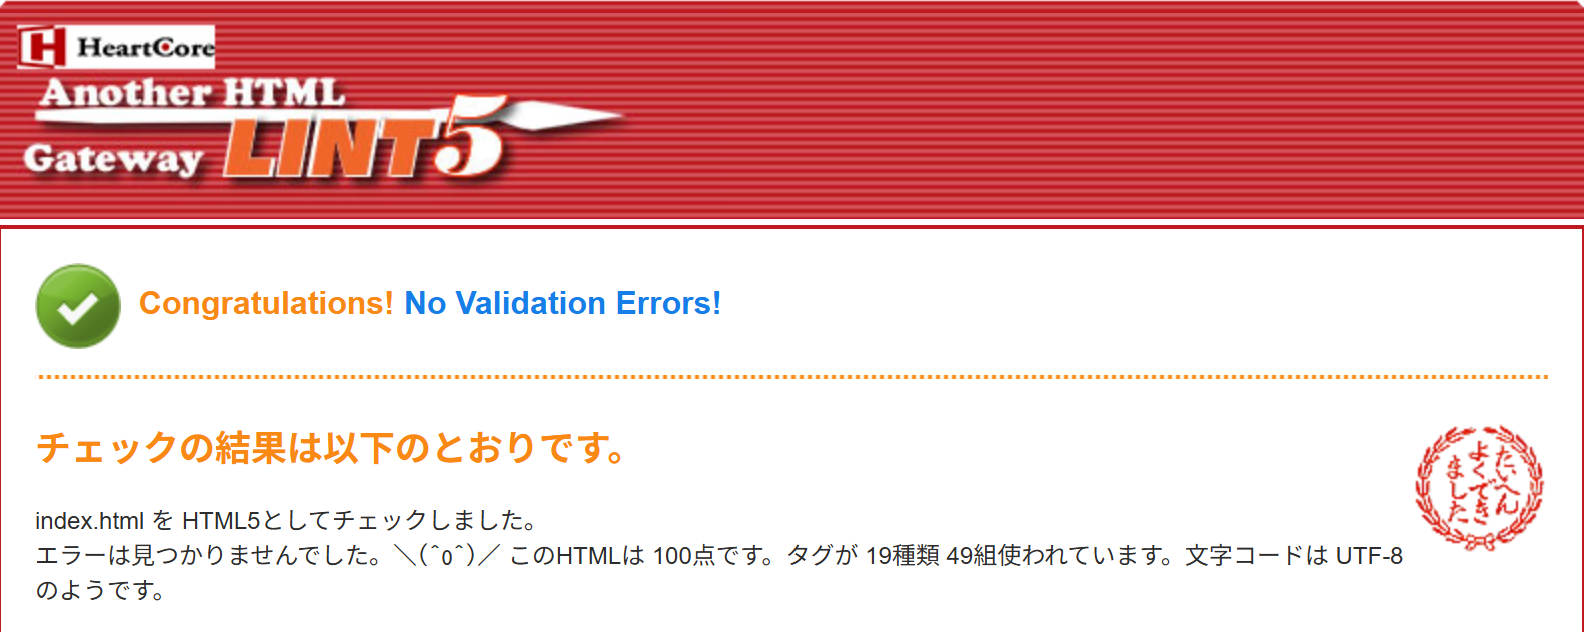 HeartCore
Another HTML
LINT5
Gateway
Congratulations! No Validation Errors!
チェックの結果は以下のとおりです。
たいへん
よくでき
ました
index.html を HTML5としてチェックしました。
エラーは見つかりませんでした。＼(^o^)／ このHTMLは 100点です。タグが 19種類 49組使われています。文字コードは UTF-8
のようです。